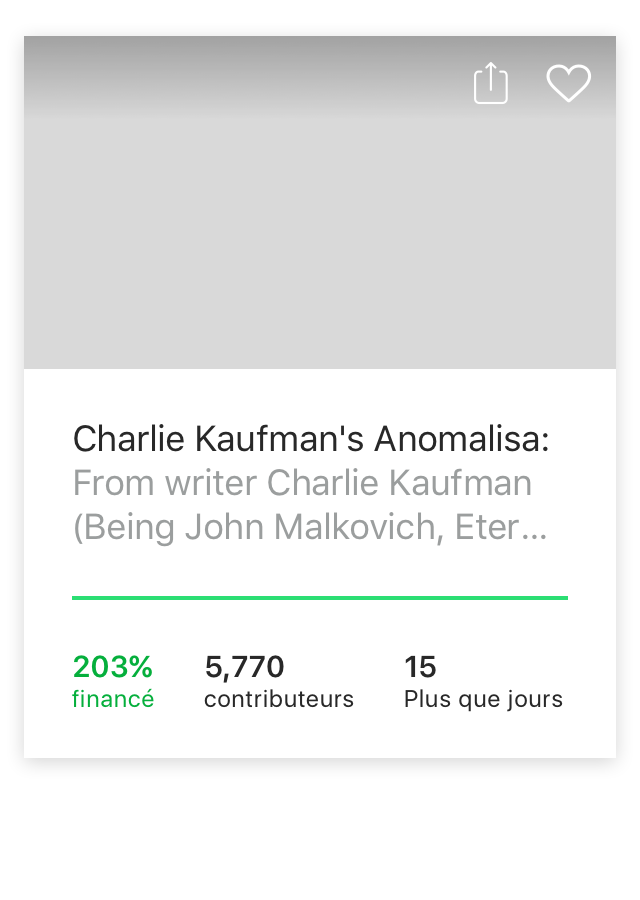 Charlie Kaufman's Anomalisa:
From writer Charlie Kaufman
(Being John Malkovich, Eter...
203% 5,770 15
financé contributeurs Plus que jours